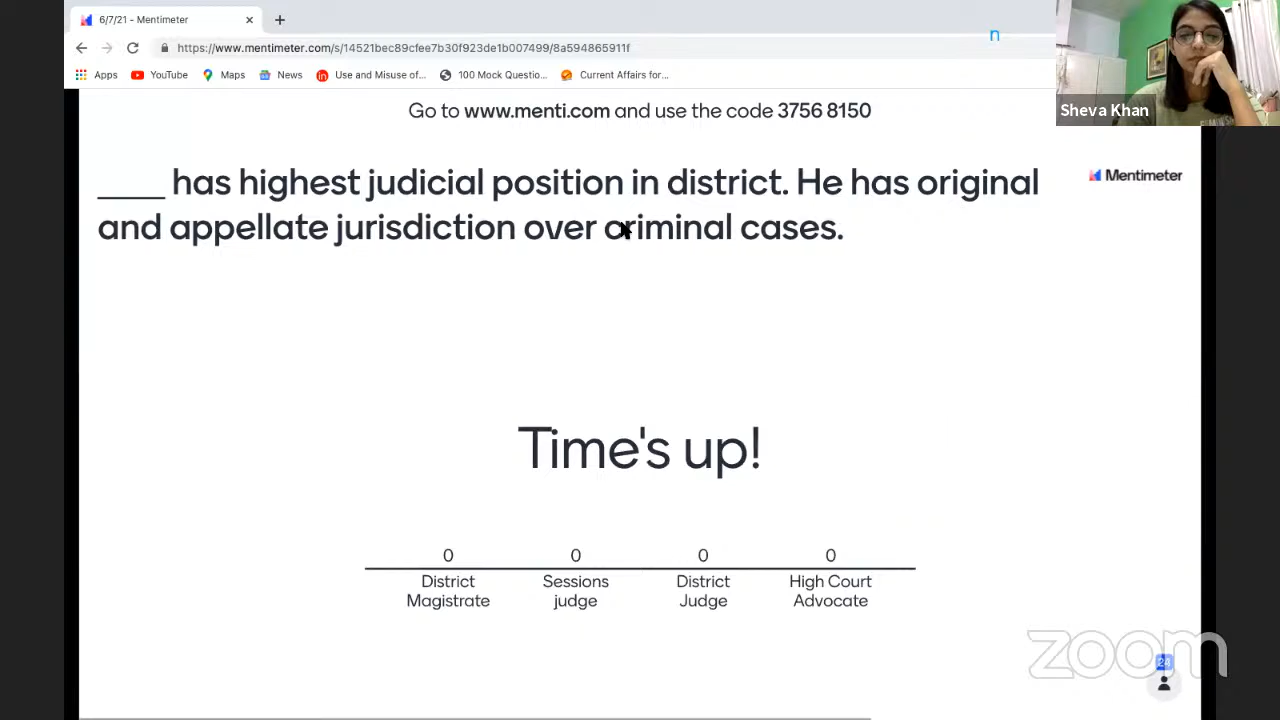 6/7/21 - Mentimeter
https://www.mentimeter.com/s/14521bec89cfee7b30f923de1b007499/8a594865911f
n
Apps YouTube Maps News Use and Misuse of... 100 Mock Questio... Current Affairs for...
Sheva Khan
Go to www.menti.com and use the code 3756 8150
____ has highest judicial position in district. He has original
and appellate jurisdiction over criminal cases.
Mentimeter
Time's up!
0 0 0 0
District Magistrate
Sessions judge
District Judge
High Court Advocate
zoom
24